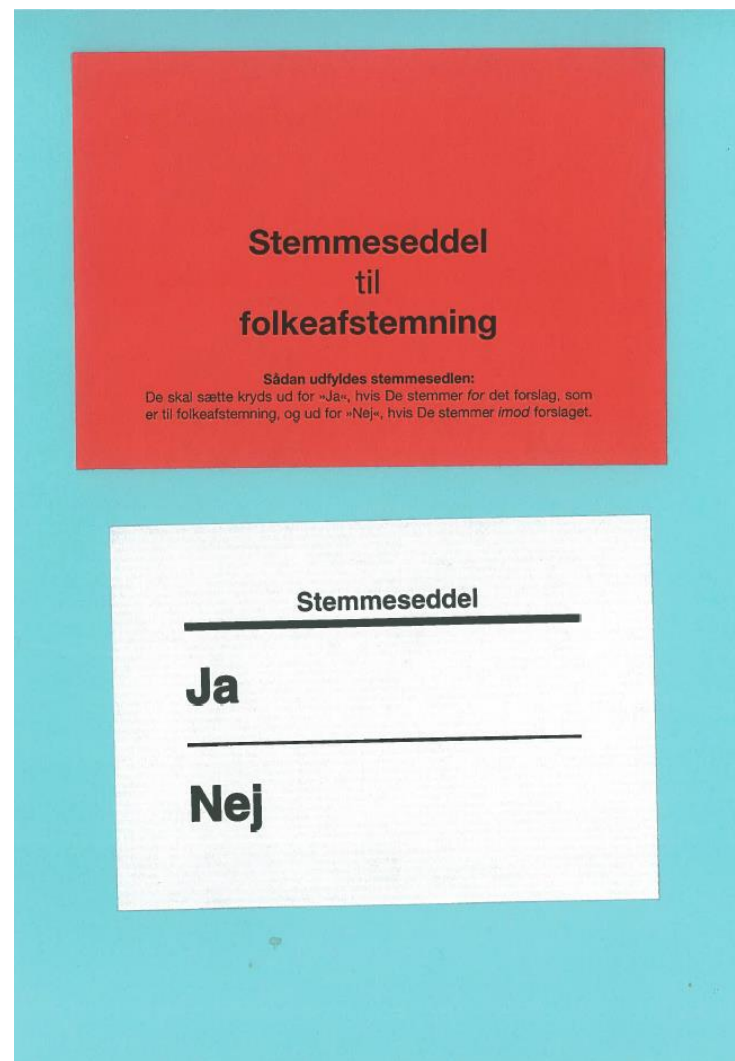 Stemmeseddel
til
folkeafstemning
Sådan udfyldes stemmesedlen:
De skal sætte kryds ud for »Ja«, hvis De stemmer for det forslag, som
er til folkeafstemning, og ud for »Nej«, hvis De stemmer imod forslaget.
Stemmeseddel
Ja
Nej